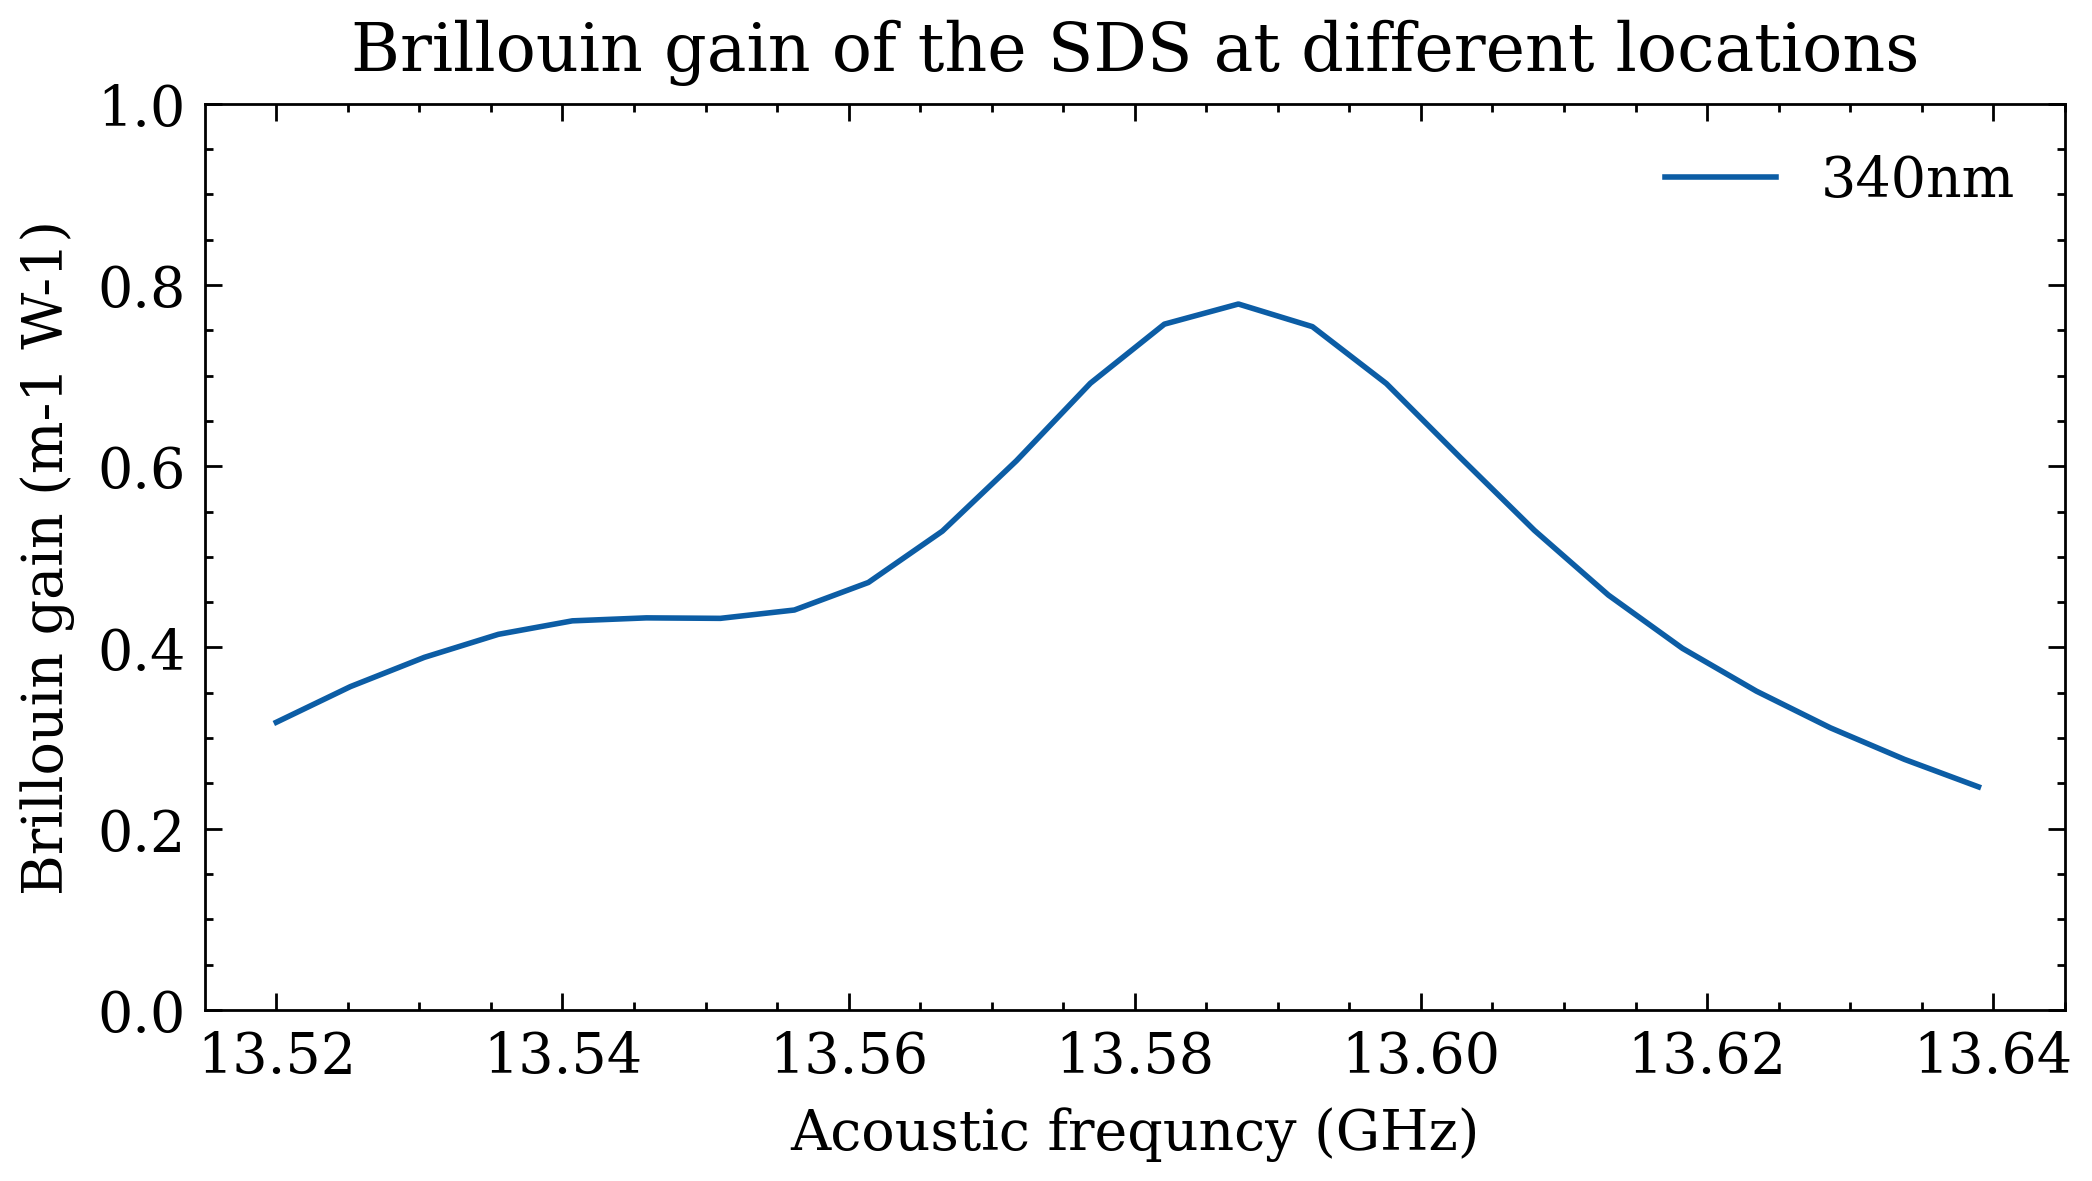 Brillouin gain of the SDS at different locations
340nm
Brillouin gain (m-1 W-1)
1.0
0.8
0.6
0.4
0.2
0.0
13.52 13.54 13.56 13.58 13.60 13.62 13.64
Acoustic frequncy (GHz)